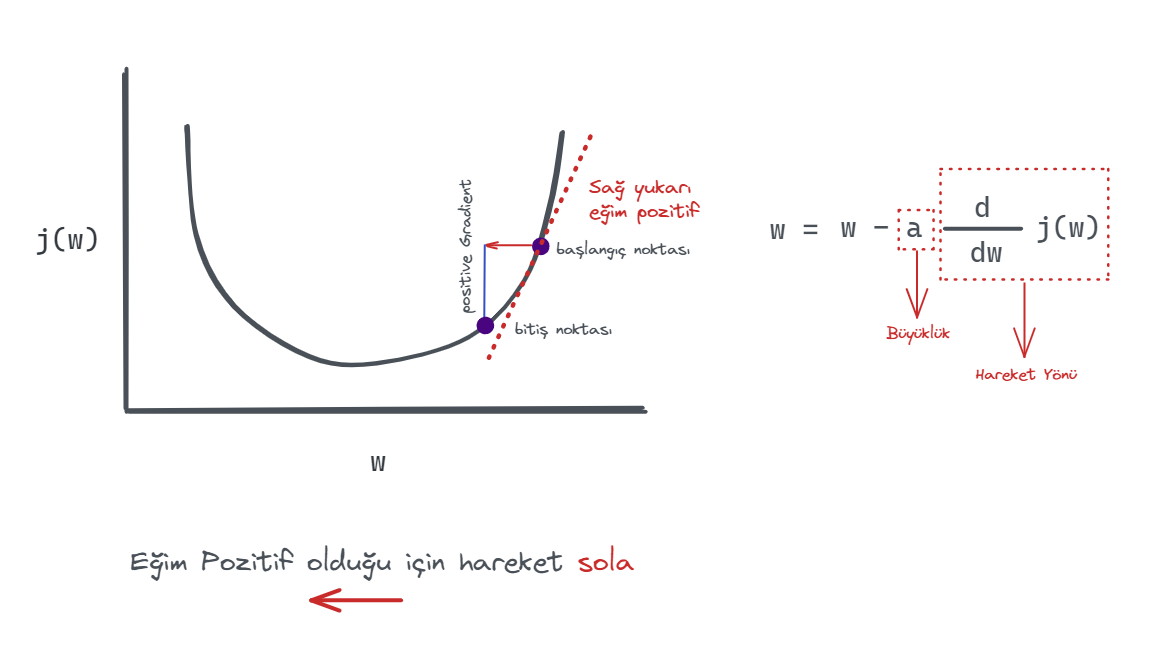 j(w)
positive Gradient
Sağ yukarı
eğim pozitif
başlangıç noktası
bitiş noktası
w
w = w - a d/dw j(w)
Büyüklük
Hareket Yönü
Eğim Pozitif olduğu için hareket sola